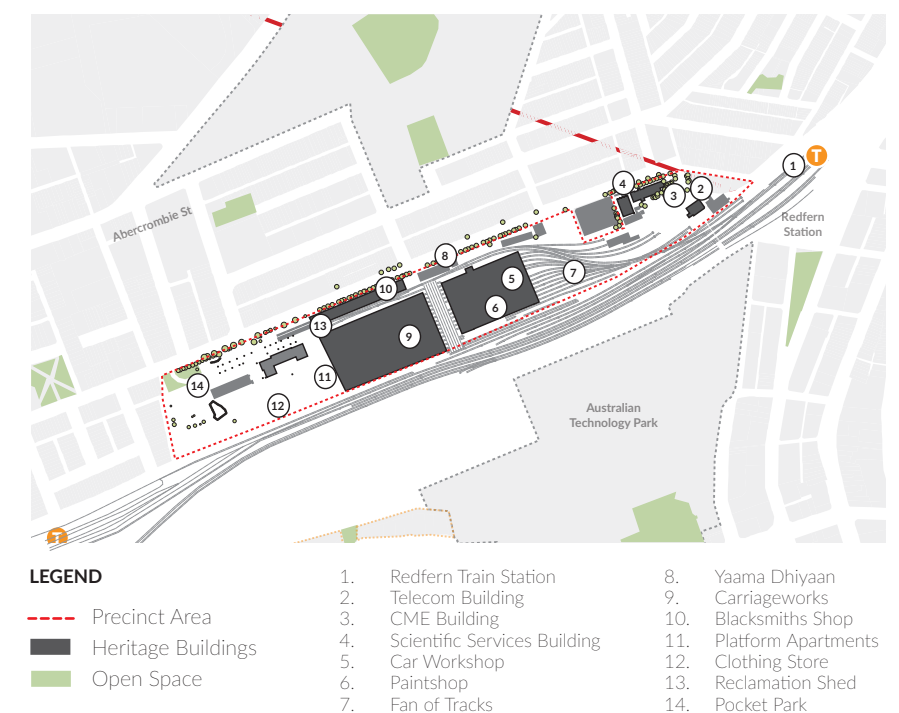 Abercrombie St
T
1
4
2
3
Redfern
Station
8
5
7
10
6
13
9
11
14
12
Australian
Technology Park
T
LEGEND
Precinct Area
Heritage Buildings
Open Space
1. Redfern Train Station
2. Telecom Building
3. CME Building
4. Scientific Services Building
5. Car Workshop
6. Paintshop
7. Fan of Tracks
8. Yaama Dhiyaan
9. Carriageworks
10. Blacksmiths Shop
11. Platform Apartments
12. Clothing Store
13. Reclamation Shed
14. Pocket Park